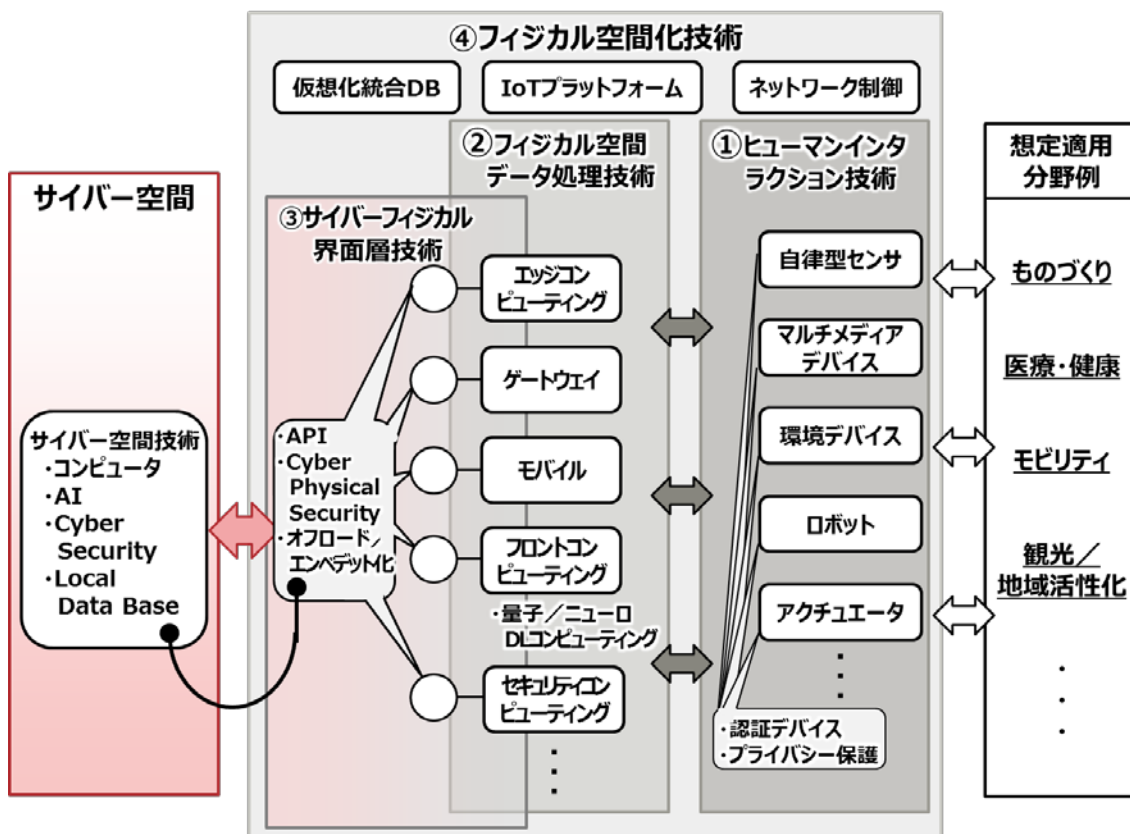 ④フィジカル空間化技術
仮想化統合DB
IoTプラットフォーム
ネットワーク制御
サイバー空間
サイバー空間技術
・コンピュータ
・AI
・Cyber
Security
・Local
Data Base
③サイバーフィジカル
界面層技術
・API
・Cyber
Physical
Security
・オフロード／
エンベデット化
②フィジカル空間
データ処理技術
エッジコン
ピューティング
ゲートウェイ
モバイル
フロントコン
ピューティング
・量子／ニューロ
DLコンピューティング
セキュリティコン
ピューティング
・
・
・
①ヒューマンインタ
ラクション技術
自律型センサ
マルチメディア
デバイス
環境デバイス
ロボット
アクチュエータ
・
・
・
・認証デバイス
・プライバシー保護
想定適用
分野例
ものづくり
医療・健康
モビリティ
観光／
地域活性化
・
・
・